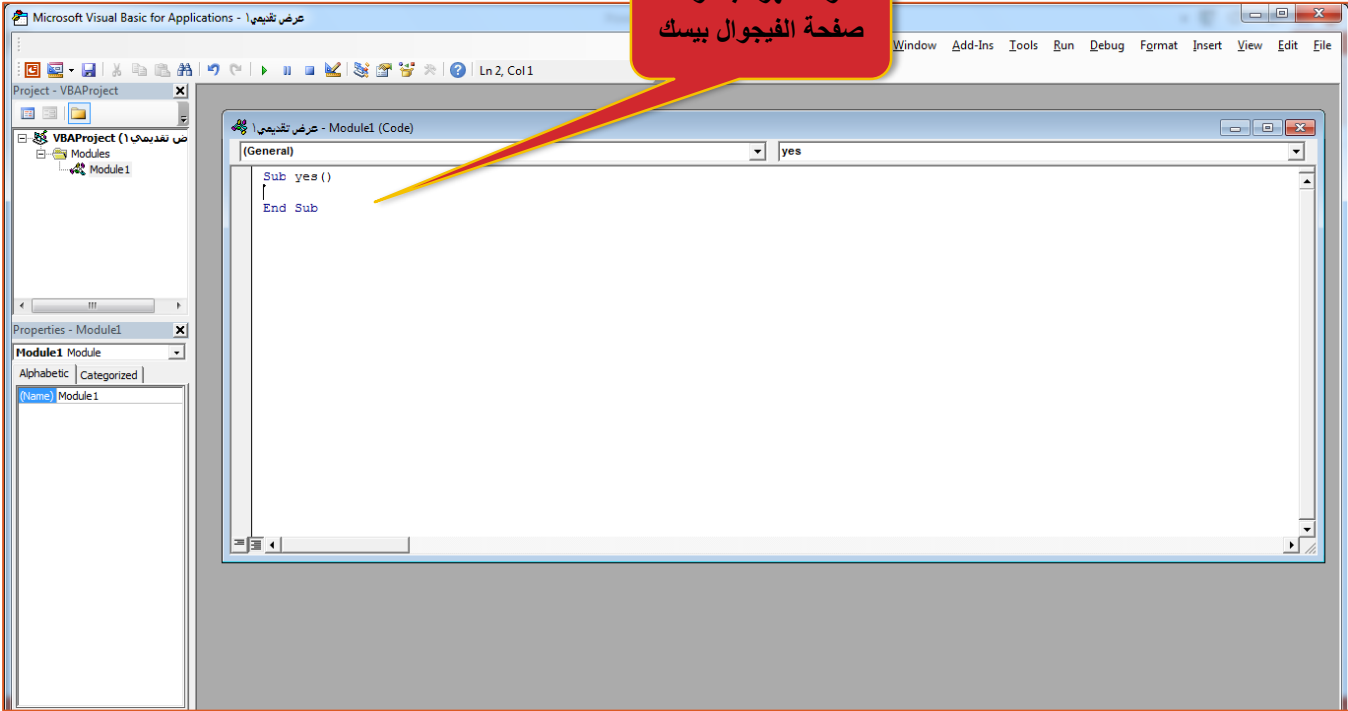 Microsoft Visual Basic for Applications - عرض تقديمي١
صفحة الفيجوال بيسك
Window Add-Ins Tools Run Debug Format Insert View Edit File
Ln 2, Col 1
Project - VBAProject
VBAProject (ض تقديمي١
Modules
Module1
عرض تقديمي١ - Module1 (Code)
(General)
yes
Sub yes()
End Sub
Properties - Module1
Module1 Module
Alphabetic Categorized
(Name) Module1